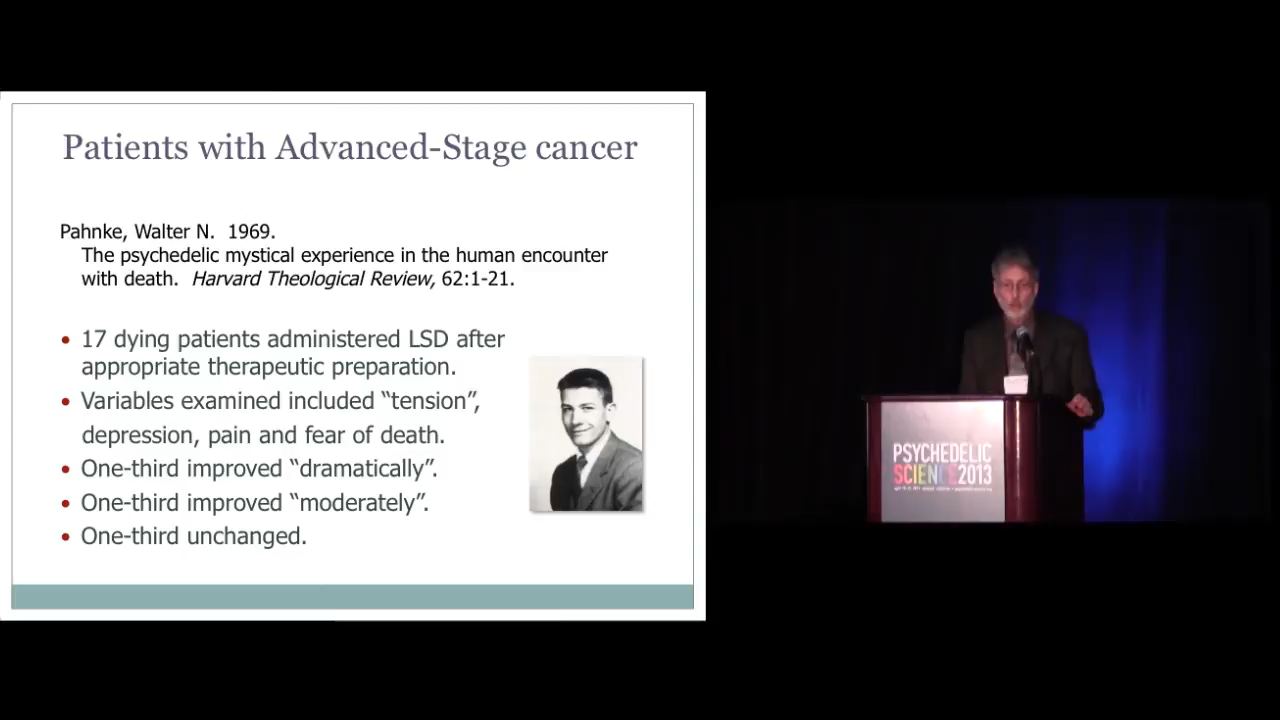 Patients with Advanced-Stage cancer
Pahnke, Walter N. 1969.
The psychedelic mystical experience in the human encounter
with death. Harvard Theological Review, 62:1-21.
• 17 dying patients administered LSD after
appropriate therapeutic preparation.
• Variables examined included “tension”,
depression, pain and fear of death.
• One-third improved “dramatically”.
• One-third improved “moderately”.
• One-third unchanged.
PSYCHEDELIC
SCIENCE2013